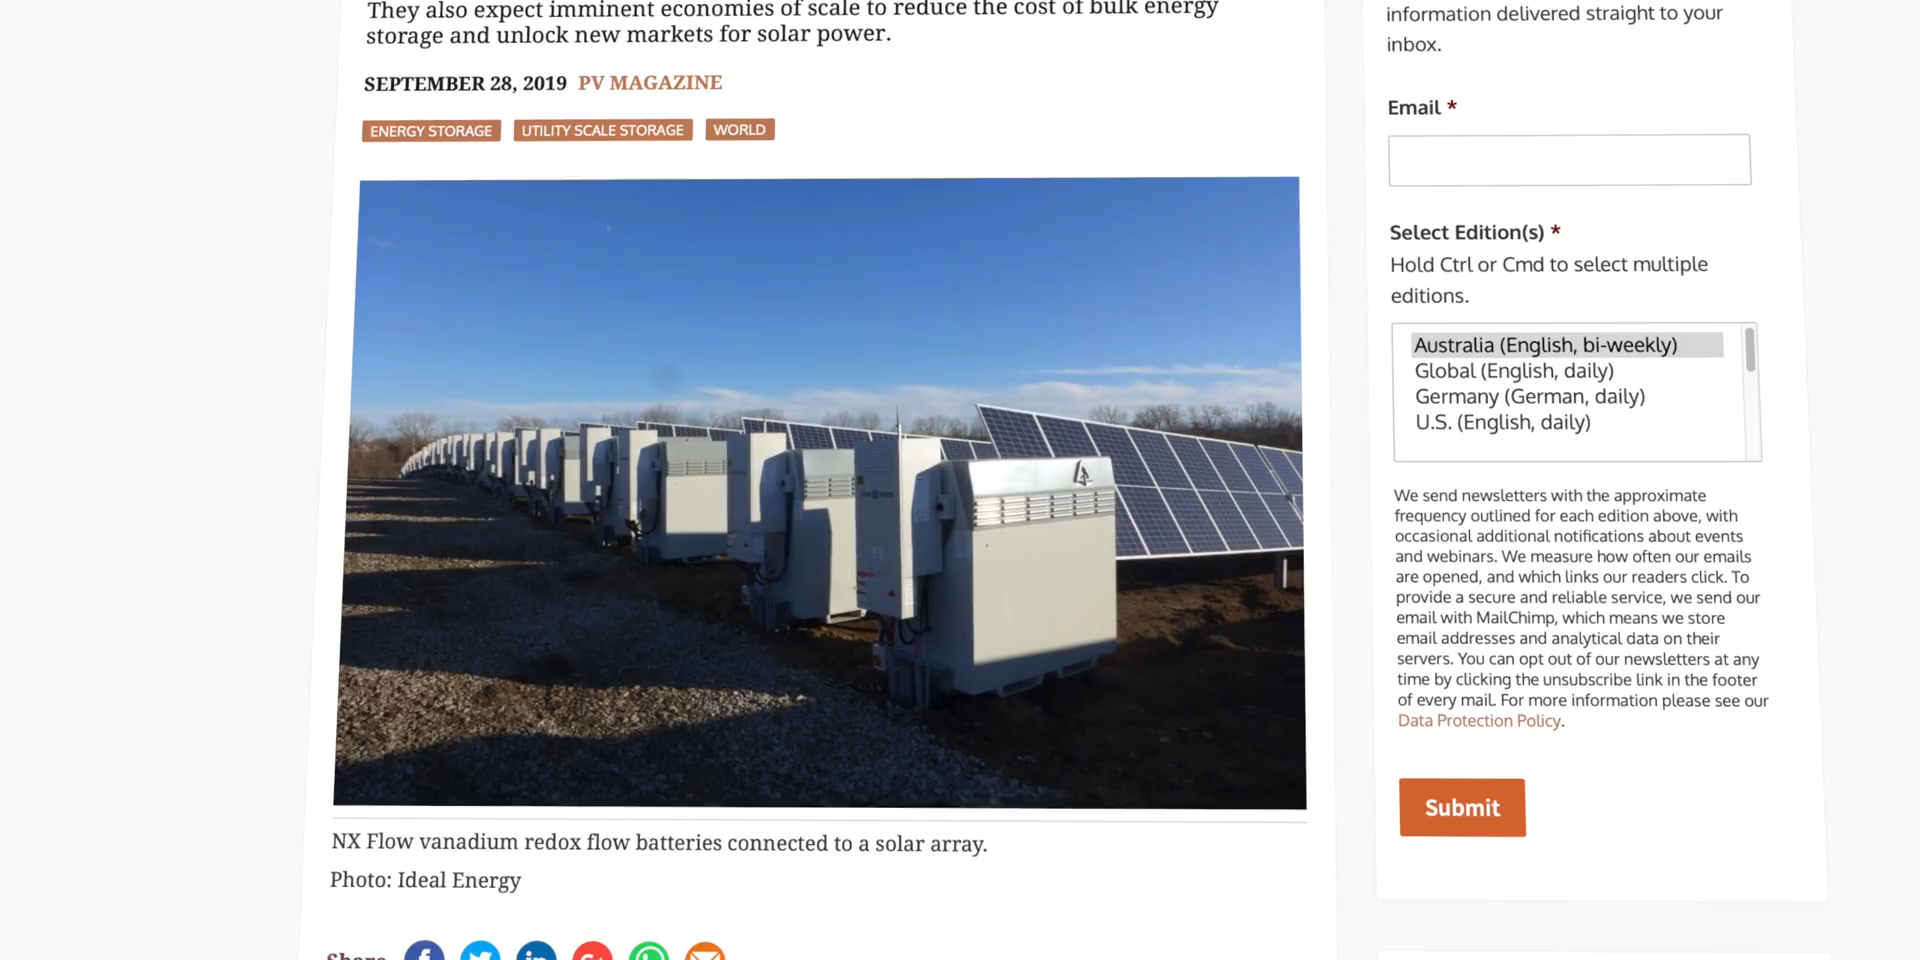 They also expect imminent economies of scale to reduce the cost of bulk energy
storage and unlock new markets for solar power.
SEPTEMBER 28, 2019 PV MAGAZINE
ENERGY STORAGE UTILITY SCALE STORAGE WORLD
NX Flow vanadium redox flow batteries connected to a solar array.
Photo: Ideal Energy
Share
information delivered straight to your
inbox.
Email *
Select Edition(s) *
Hold Ctrl or Cmd to select multiple
editions.
Australia (English, bi-weekly)
Global (English, daily)
Germany (German, daily)
U.S. (English, daily)
We send newsletters with the approximate
frequency outlined for each edition above, with
occasional additional notifications about events
and webinars. We measure how often our emails
are opened, and which links our readers click. To
provide a secure and reliable service, we send our
email with MailChimp, which means we store
email addresses and analytical data on their
servers. You can opt out of our newsletters at any
time by clicking the unsubscribe link in the footer
of every mail. For more information please see our
Data Protection Policy.
Submit